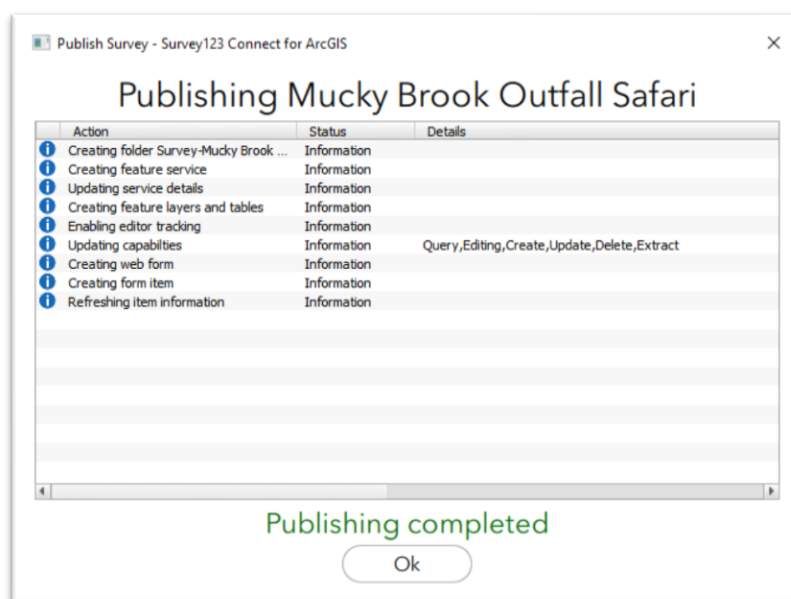 Publish Survey - Survey123 Connect for ArcGIS
Publishing Mucky Brook Outfall Safari
Action Status Details
Creating folder Survey-Mucky Brook ... Information
Creating feature service Information
Updating service details Information
Creating feature layers and tables Information
Enabling editor tracking Information
Updating capabilties Information Query,Editing,Create,Update,Delete,Extract
Creating web form Information
Creating form item Information
Refreshing item information Information
Publishing completed
Ok